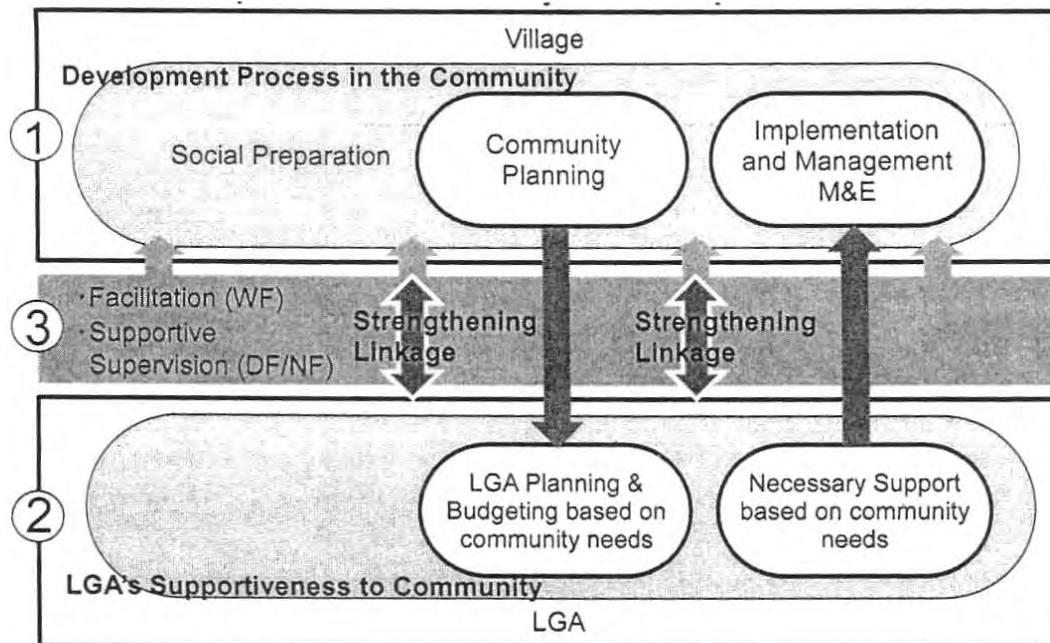 Village
Development Process in the Community
1
Social Preparation
Community
Planning
Implementation
and Management
M&E
3
・Facilitation (WF)
・Supportive
Supervision (DF/NF)
Strengthening
Linkage
Strengthening
Linkage
2
LGA Planning &
Budgeting based on
community needs
Necessary Support
based on community
needs
LGA's Supportiveness to Community
LGA